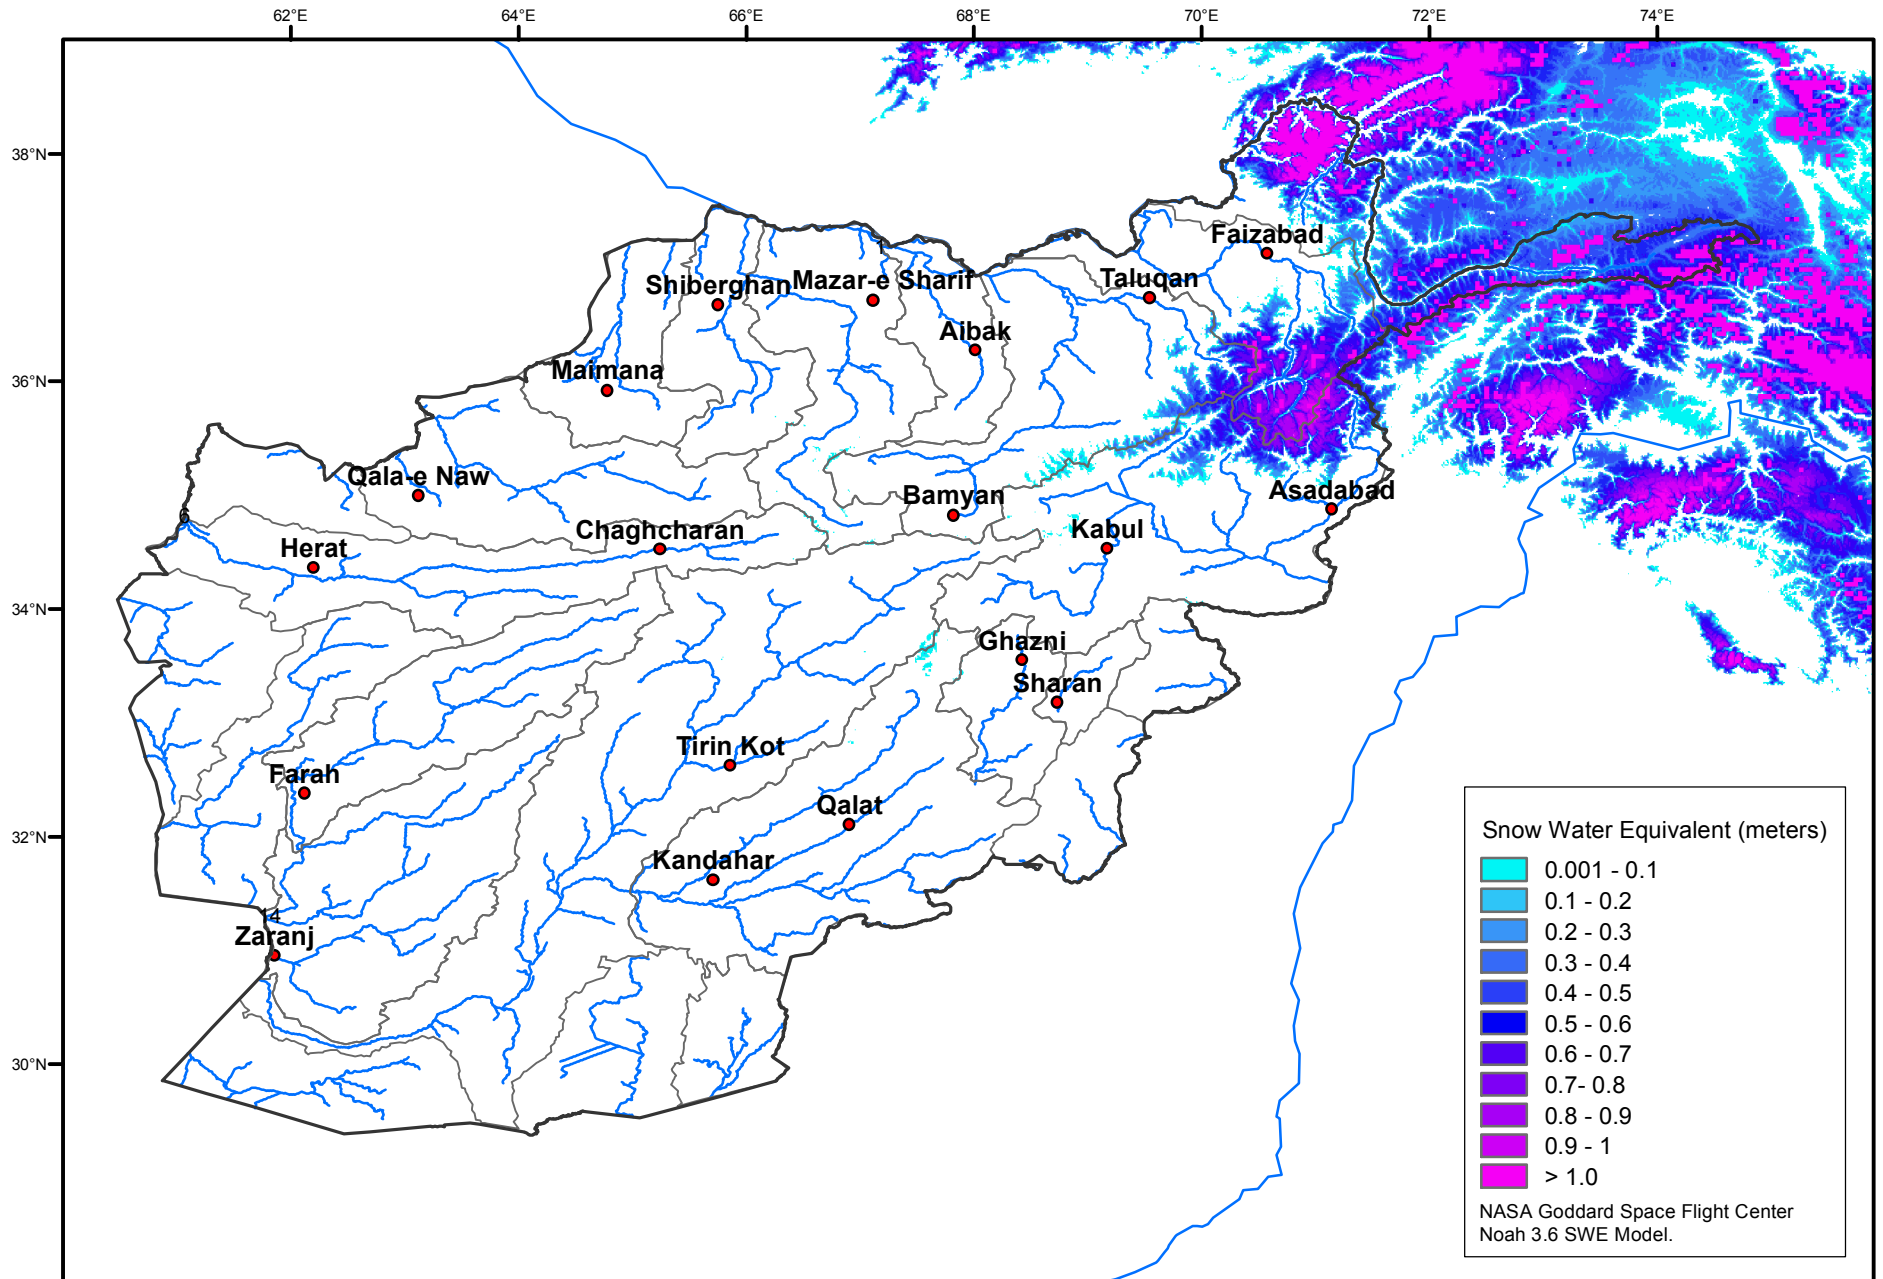 62°E
64°E
66°E
68°E
70°E
72°E
74°E
38°N
36°N
34°N
32°N
30°N
Faizabad
Shiberghan
Mazar-e Sharif
Taluqan
Aibak
Maimana
Qala-e Naw
Bamyan
Asadabad
6
Chaghcharan
Kabul
Herat
Ghazni
Sharan
Tirin Kot
Farah
Qalat
Kandahar
14
Zaranj
Snow Water Equivalent (meters)
0.001 - 0.1
0.1 - 0.2
0.2 - 0.3
0.3 - 0.4
0.4 - 0.5
0.5 - 0.6
0.6 - 0.7
0.7- 0.8
0.8 - 0.9
0.9 - 1
> 1.0
NASA Goddard Space Flight Center
Noah 3.6 SWE Model.